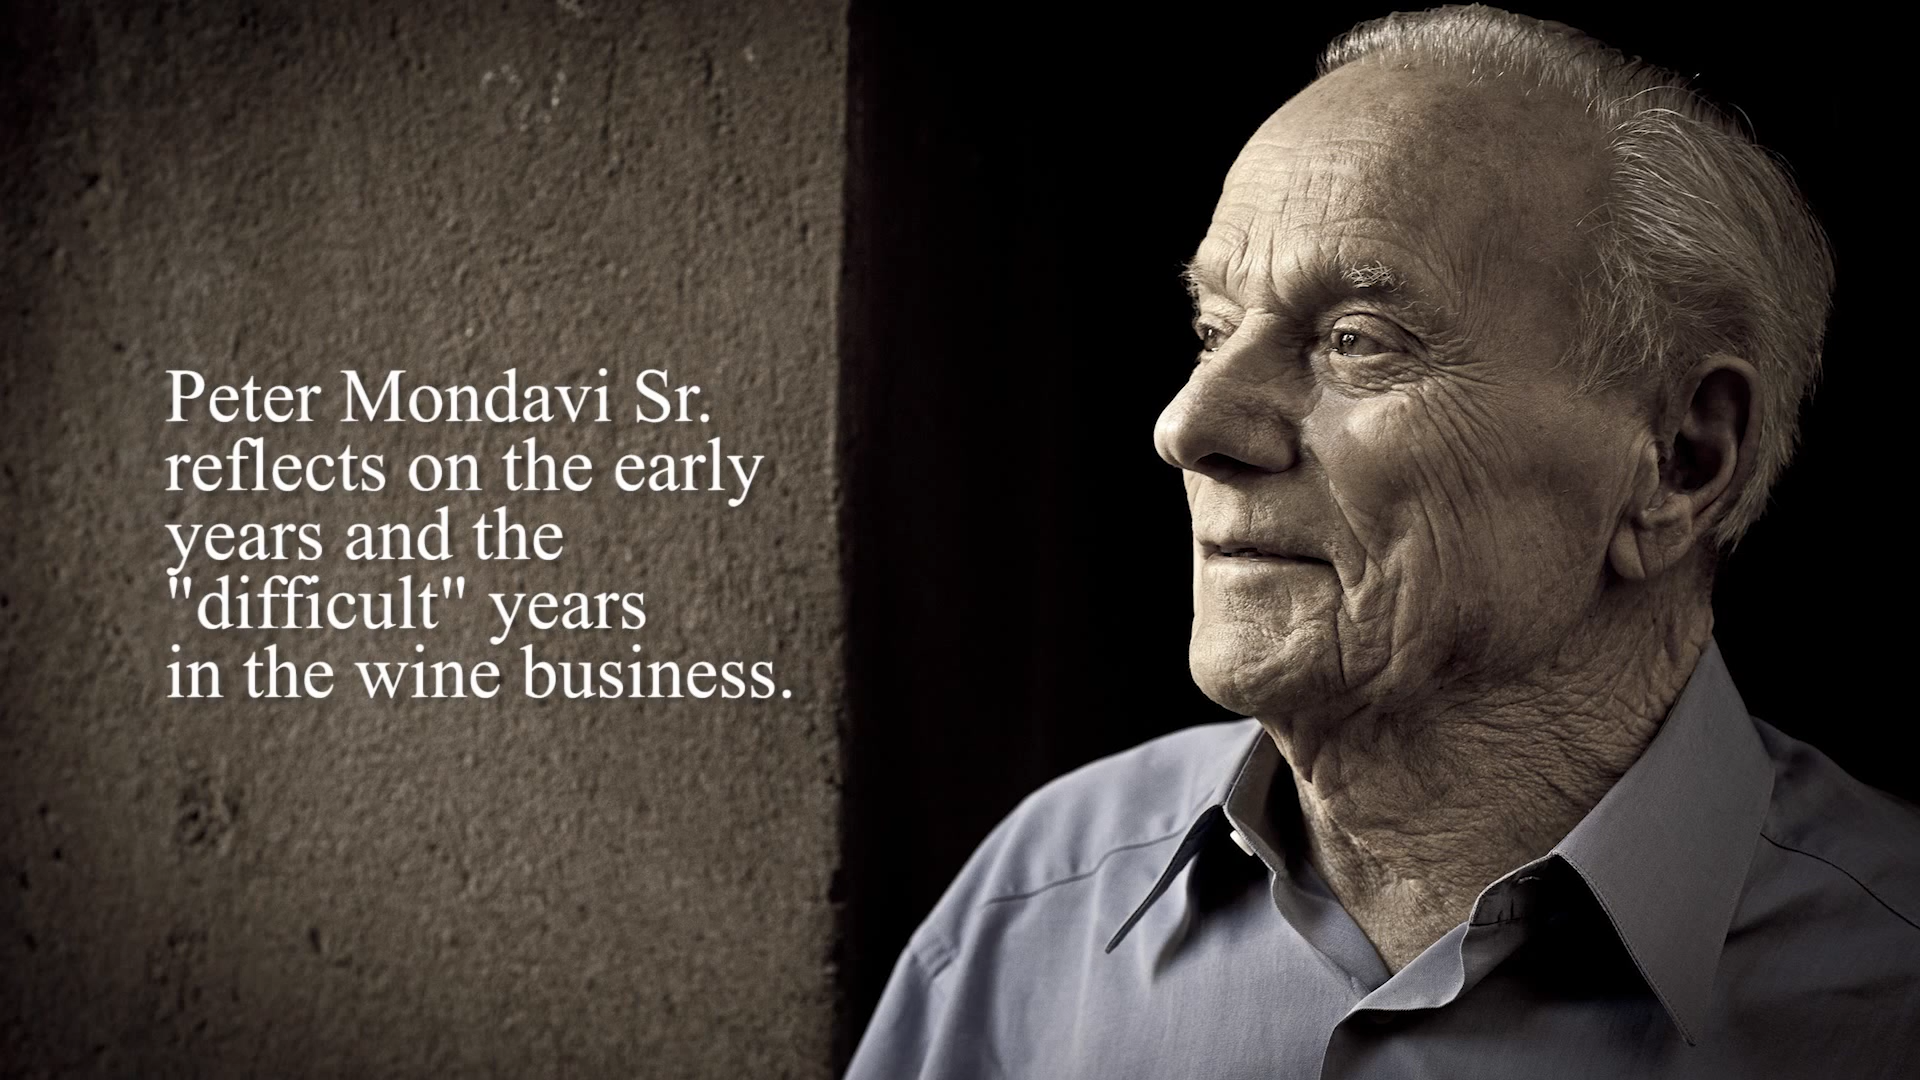 Peter Mondavi Sr.
reflects on the early
years and the
"difficult" years
in the wine business.